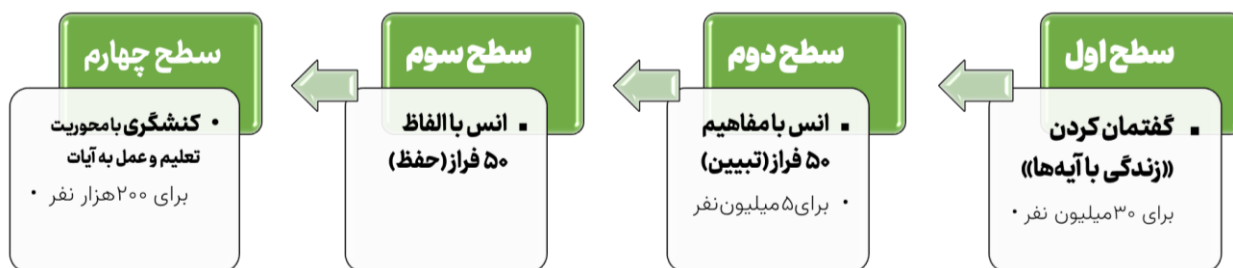 سطح اول
گفتمان کردن
«زندگی با آیه‌ها»
برای ۳۰میلیون نفر
سطح دوم
انس با مفاهیم
۵۰ فراز (تبیین)
برای۵میلیون‌نفر
سطح سوم
انس با الفاظ
۵۰ فراز (حفظ)
سطح چهارم
کنشگری با محوریت
تعلیم و عمل به آیات
برای ۲۰۰هزار نفر